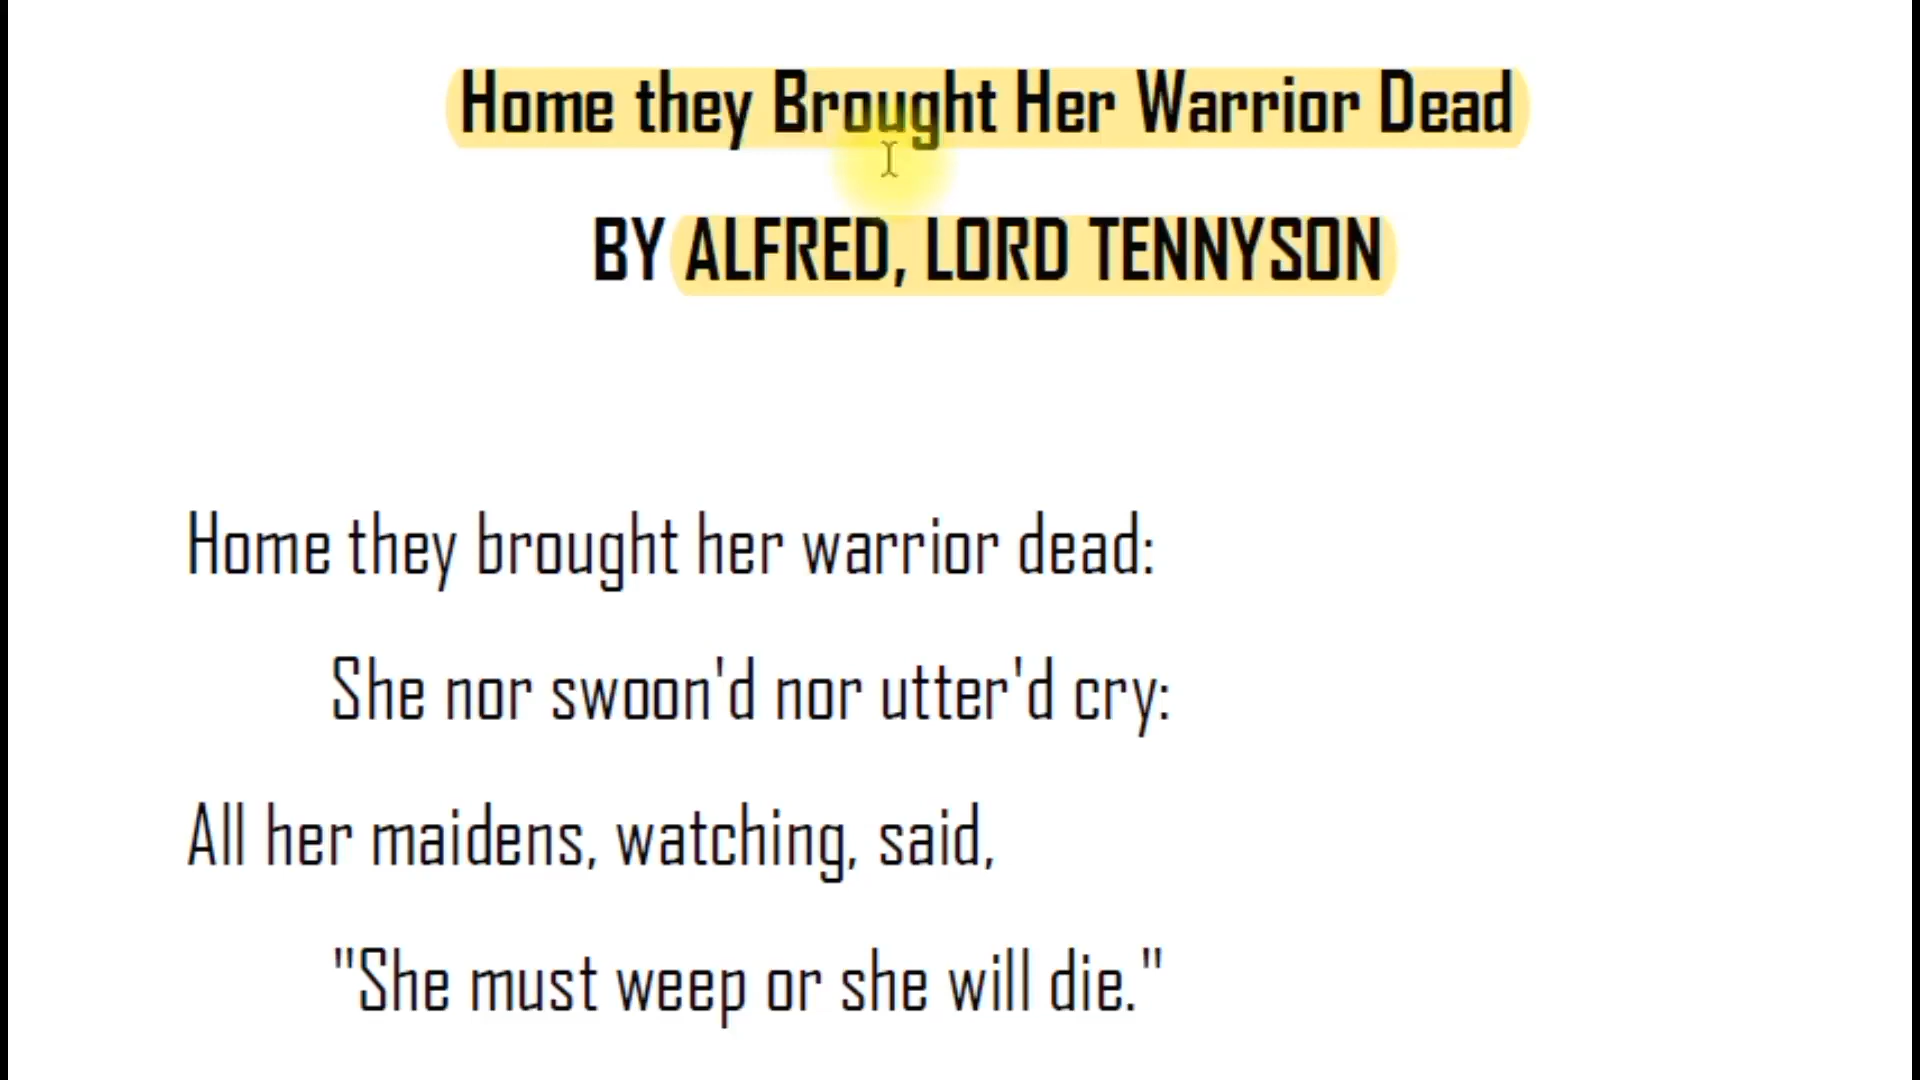 Home they Brought Her Warrior Dead
BY ALFRED, LORD TENNYSON
Home they brought her warrior dead:
She nor swoon'd nor utter'd cry:
All her maidens, watching, said,
"She must weep or she will die."